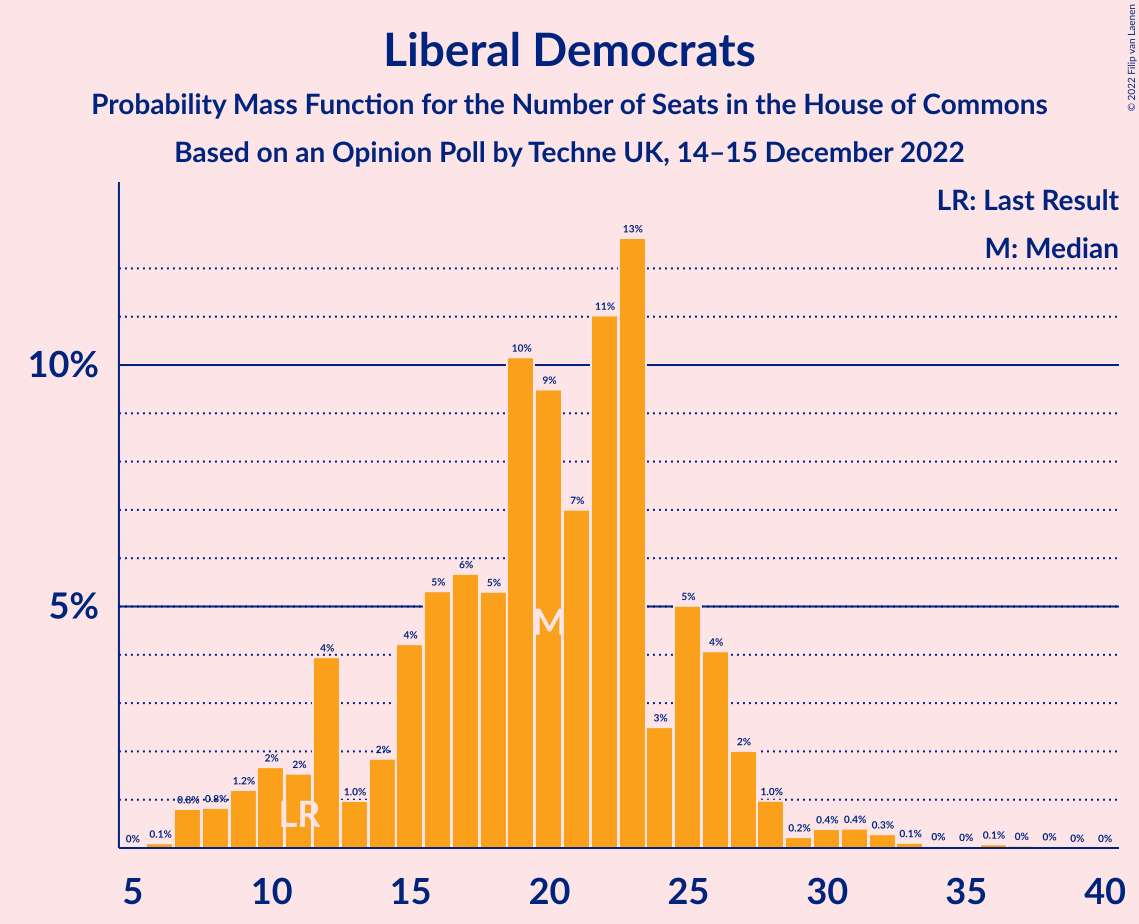 Liberal Democrats
Probability Mass Function for the Number of Seats in the House of Commons
Based on an Opinion Poll by Techne UK, 14–15 December 2022
© 2022 Filip van Laenen
LR: Last Result
M: Median
10%
5%
0% 0.1% 0.8% 0.8% 1.2% 2% 2% 4% 1.0% 2% 4% 5% 6% 5% 10% 9% 7% 11% 13% 3% 5% 4% 2% 1.0% 0.2% 0.4% 0.4% 0.3% 0.1% 0% 0% 0.1% 0% 0% 0% 0%
M
LR
5 10 15 20 25 30 35 40